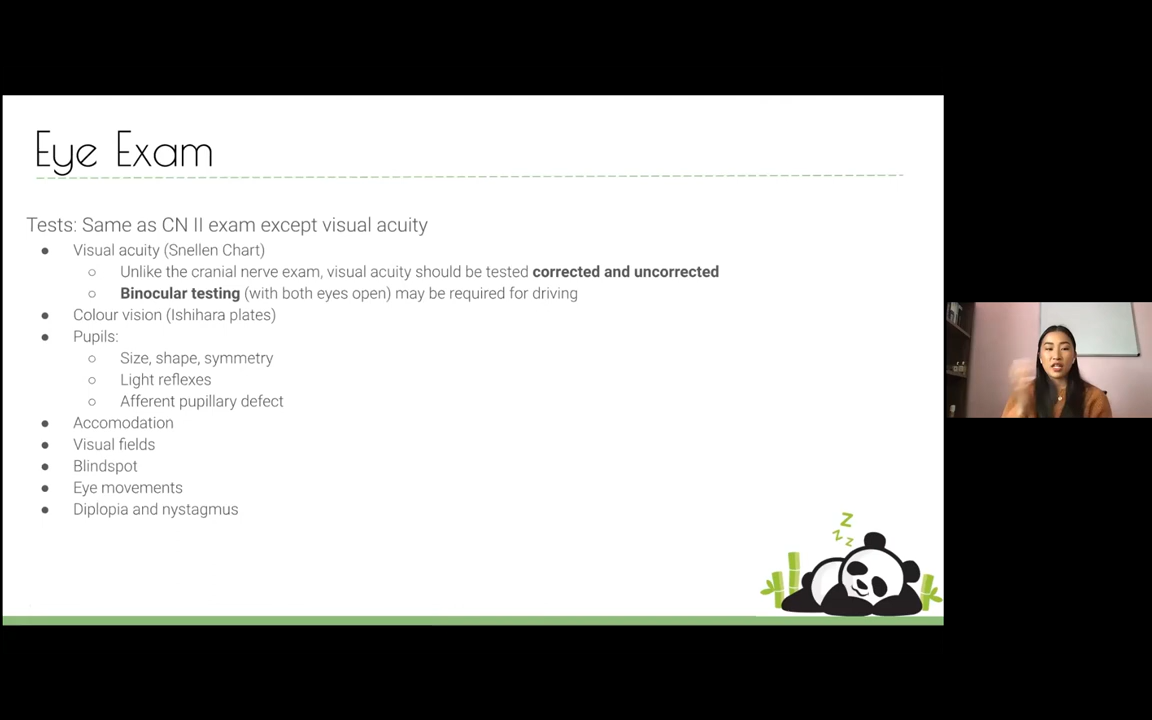 Eye Exam
Tests: Same as CN II exam except visual acuity
● Visual acuity (Snellen Chart)
○ Unlike the cranial nerve exam, visual acuity should be tested corrected and uncorrected
○ Binocular testing (with both eyes open) may be required for driving
● Colour vision (Ishihara plates)
● Pupils:
○ Size, shape, symmetry
○ Light reflexes
○ Afferent pupillary defect
● Accomodation
● Visual fields
● Blindspot
● Eye movements
● Diplopia and nystagmus
Z
Z Z